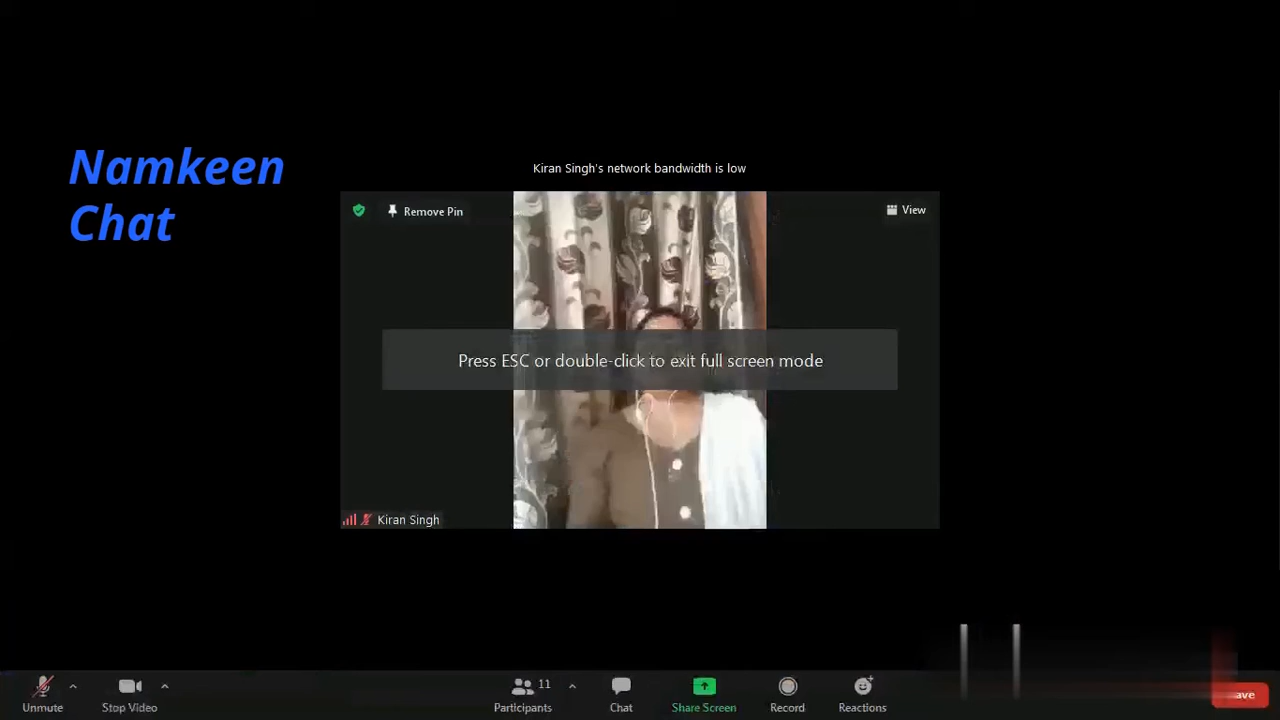 Namkeen
Chat
Kiran Singh's network bandwidth is low
Remove Pin
View
Press ESC or double-click to exit full screen mode
Kiran Singh
Unmute
Stop Video
Participants
11
Chat
Share Screen
Record
Reactions